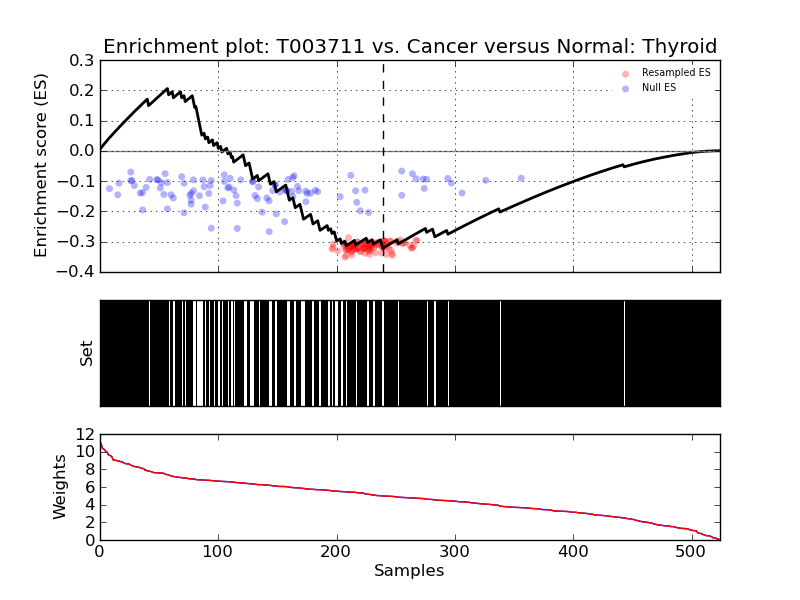 Enrichment plot: T003711 vs. Cancer versus Normal: Thyroid
0.3
0.2
0.1
0.0
−0.1
−0.2
−0.3
−0.4
Enrichment score (ES)
Resampled ES
Null ES
Set
12
10
8
6
4
2
0
Weights
0 100 200 300 400 500
Samples